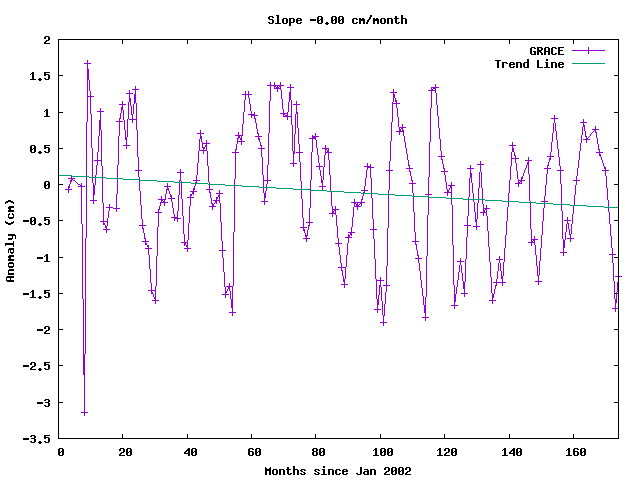 Slope -0.00 cm/month
GRACE
Trend Line
2
1.5
1
0.5
0
-0.5
-1
-1.5
-2
-2.5
-3
-3.5
Anomaly (cm)
0 20 40 60 80 100 120 140 160
Months since Jan 2002